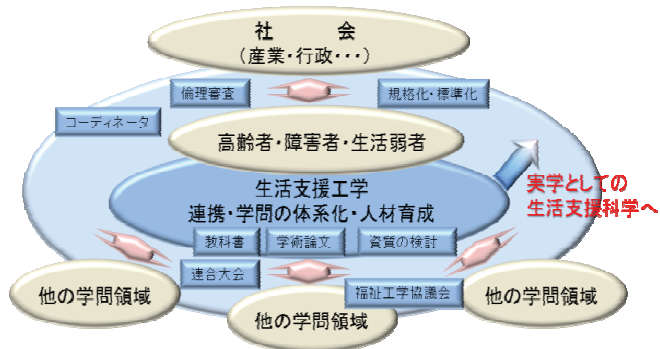 社　　会
（産業・行政・・・）
倫理審査
規格化・標準化
コーディネータ
高齢者・障害者・生活弱者
生活支援工学
連携・学問の体系化・人材育成
実学としての
生活支援科学へ
教科書
学術論文
資質の検討
連合大会
福祉工学協議会
他の学問領域
他の学問領域
他の学問領域